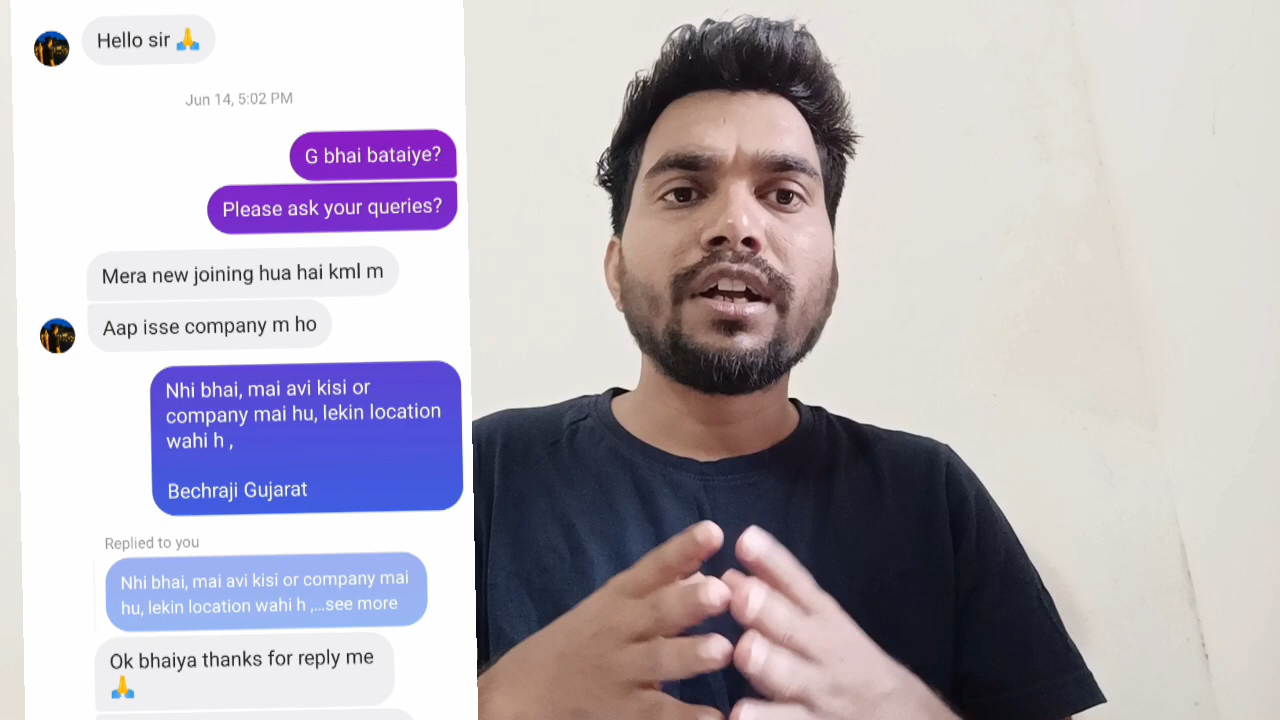 Hello sir 🙏
Jun 14, 5:02 PM
G bhai bataiye?
Please ask your queries?
Mera new joining hua hai kml m
Aap isse company m ho
Nhi bhai, mai avi kisi or
company mai hu, lekin location
wahi h ,
Bechraji Gujarat
Replied to you
Nhi bhai, mai avi kisi or company mai
hu, lekin location wahi h ,...see more
Ok bhaiya thanks for reply me
🙏